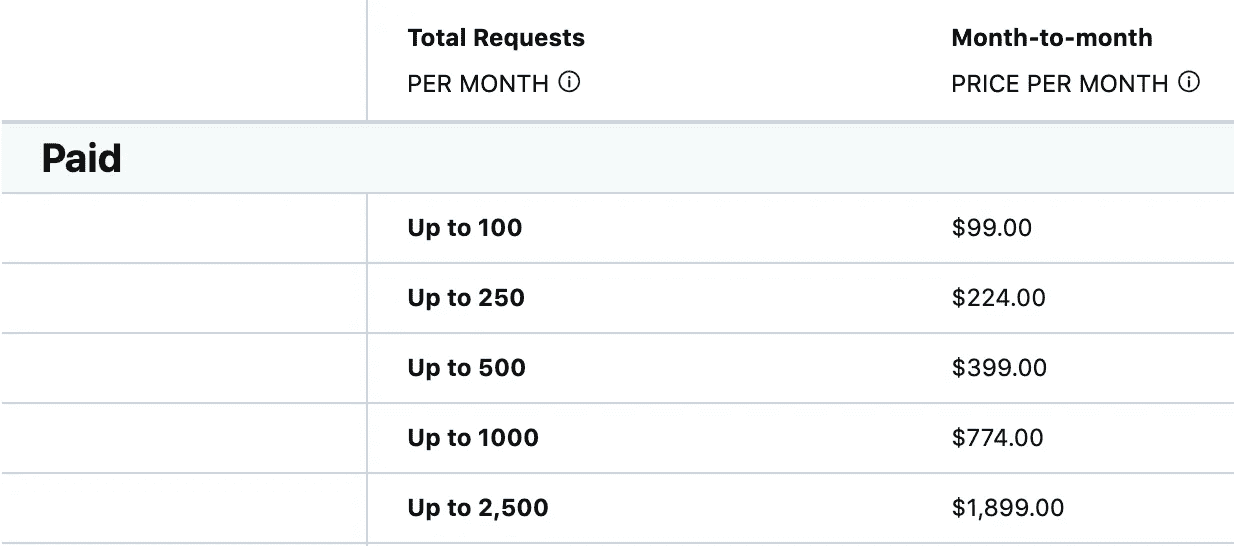 Total Requests Month-to-month
PER MONTH ⓘ PRICE PER MONTH ⓘ
Paid
Up to 100 $99.00
Up to 250 $224.00
Up to 500 $399.00
Up to 1000 $774.00
Up to 2,500 $1,899.00